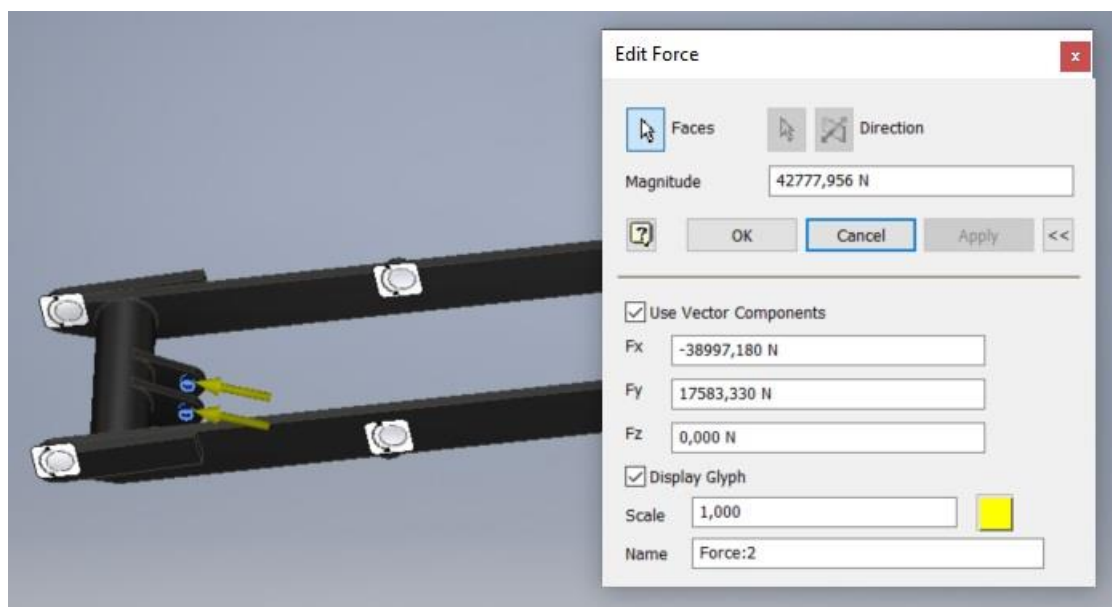 Edit Force
x
Faces
Direction
Magnitude
42777,956 N
?
OK
Cancel
Apply
<<
Use Vector Components
Fx
-38997,180 N
Fy
17583,330 N
Fz
0,000 N
Display Glyph
Scale
1,000
Name
Force:2